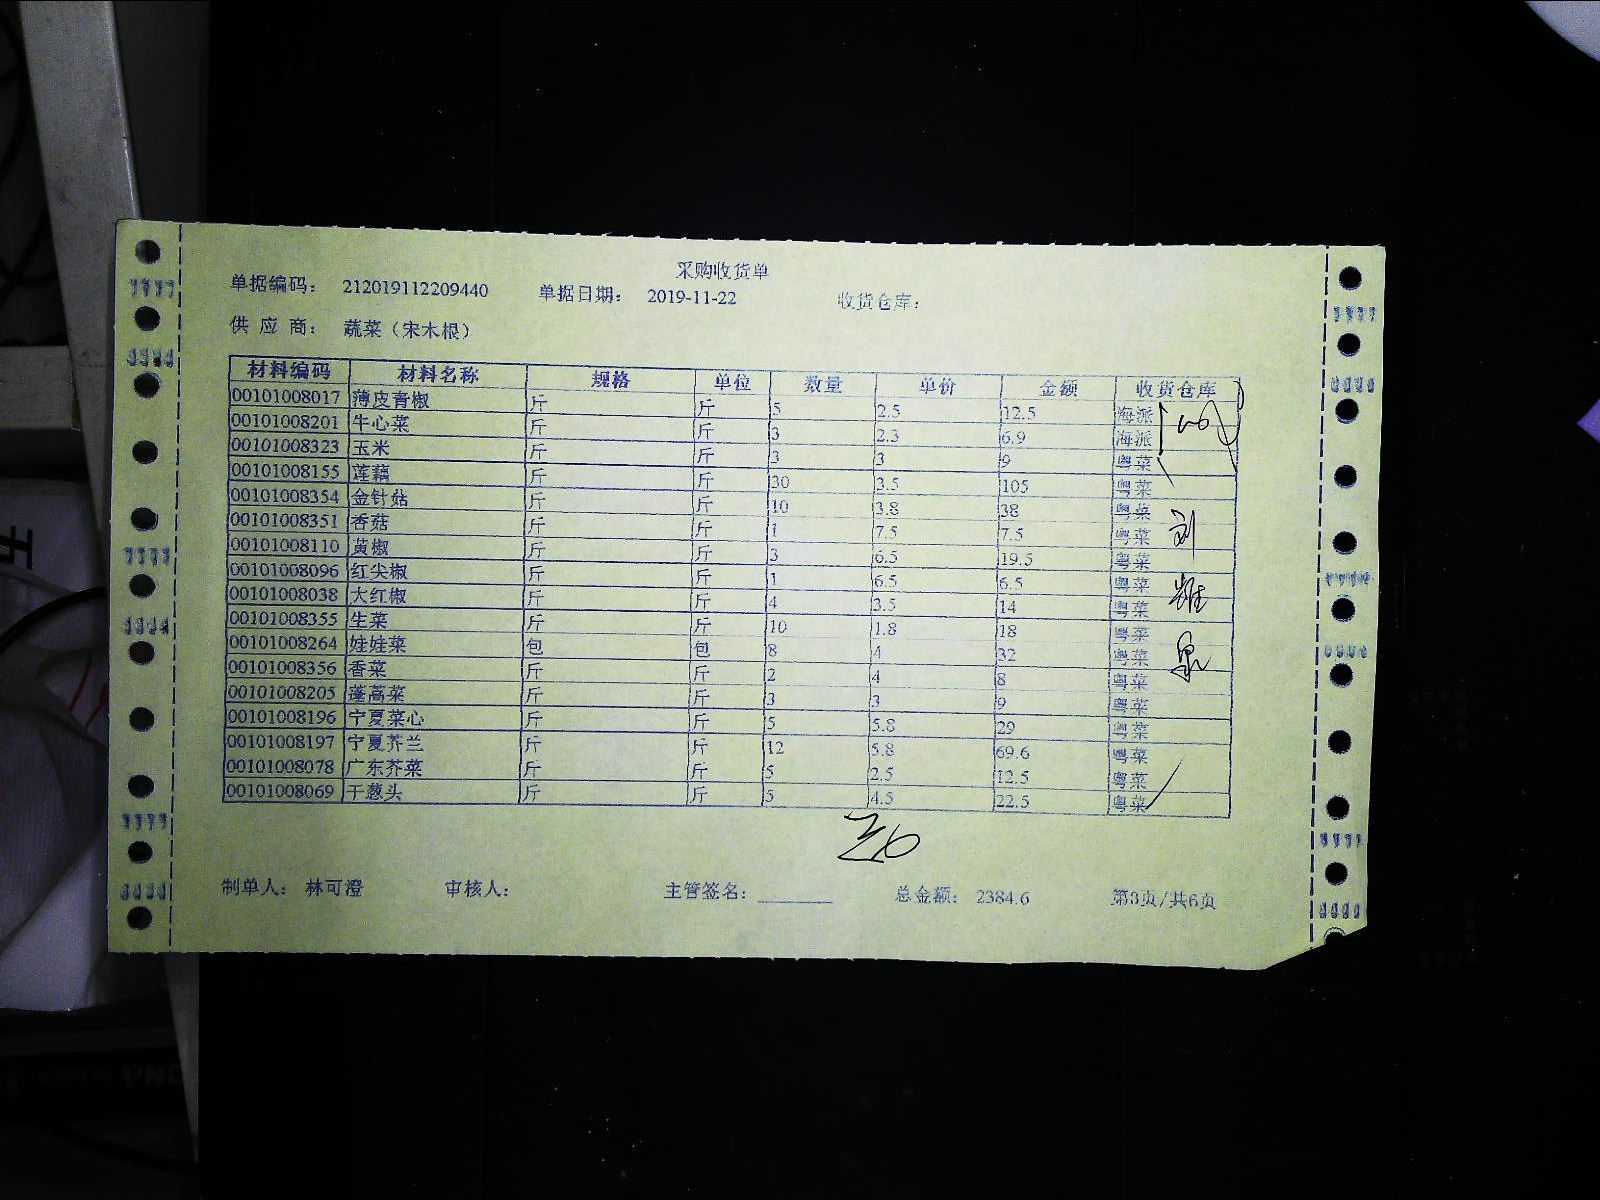 采购收货单
单据编码： 212019112209440 单据日期： 2019-11-22 收货仓库：
供 应 商： 蔬菜（宋木根）
材料编码 材料名称 规格 单位 数量 单价 金额 收货仓库
00101008017 薄皮青椒 斤 斤 5 2.5 12.5 海派
00101008201 牛心菜 斤 斤 3 2.3 6.9 海派
00101008323 玉米 斤 斤 3 3 9 粤菜
00101008155 莲藕 斤 斤 30 3.5 105 粤菜
00101008354 金针菇 斤 斤 10 3.8 38 粤菜
00101008351 香菇 斤 斤 1 7.5 7.5 粤菜
00101008110 黄椒 斤 斤 3 6.5 19.5 粤菜
00101008096 红尖椒 斤 斤 1 6.5 6.5 粤菜
00101008038 大红椒 斤 斤 4 3.5 14 粤菜
00101008355 生菜 斤 斤 10 1.8 18 粤菜
00101008264 娃娃菜 包 包 8 4 32 粤菜
00101008356 香菜 斤 斤 2 4 8 粤菜
00101008205 蓬蒿菜 斤 斤 3 3 9 粤菜
00101008196 宁夏菜心 斤 斤 5 5.8 29 粤菜
00101008197 宁夏芥兰 斤 斤 12 5.8 69.6 粤菜
00101008078 广东芥菜 斤 斤 5 2.5 12.5 粤菜
00101008069 干葱头 斤 斤 5 4.5 22.5 粤菜
制单人： 林可澄 审核人： 主管签名： 总金额： 2384.6 第3页/共6页